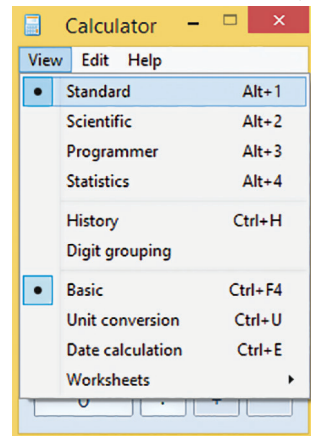 Calculator
View Edit Help
Standard Alt+1
Scientific Alt+2
Programmer Alt+3
Statistics Alt+4
History Ctrl+H
Digit grouping
Basic Ctrl+F4
Unit conversion Ctrl+U
Date calculation Ctrl+E
Worksheets